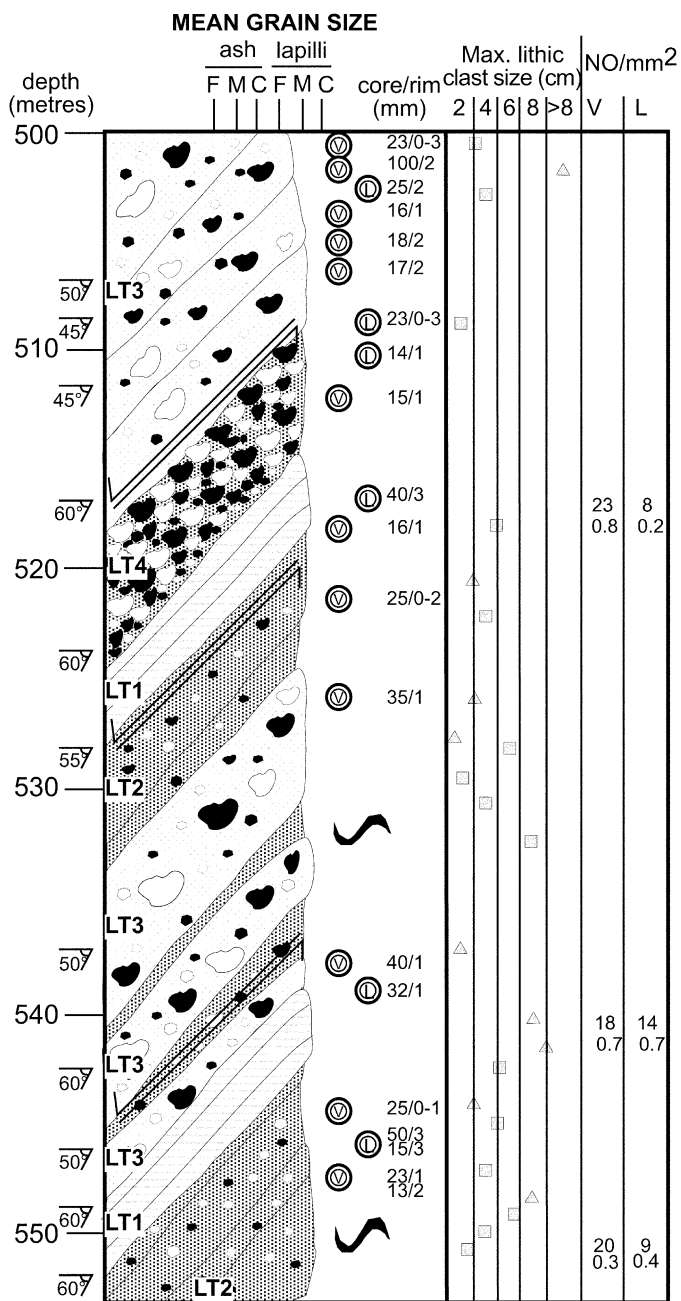 MEAN GRAIN SIZE
ash lapilli
F M C F M C
depth
(metres)
core/rim
(mm)
Max. lithic
clast size (cm)
2 4 6 8 >8
NO/mm2
V L
500
V 23/0-3
V 100/2
L 25/2
V 16/1
V 18/2
V 17/2
50° LT3
L 23/0-3
45°
510
L 14/1
45° V 15/1
L 40/3
60° 23 8
V 16/1 0.8 0.2
520 LT4
V 25/0-2
60°
LT1 V 35/1
55°
530 LT2
LT3
50° V 40/1
L 32/1
540 18 14
0.7 0.7
LT3
60°
V 25/0-1
L 50/3
15/3
50° LT3
V 23/1
13/2
60° LT1
550
20 9
0.3 0.4
60° LT2